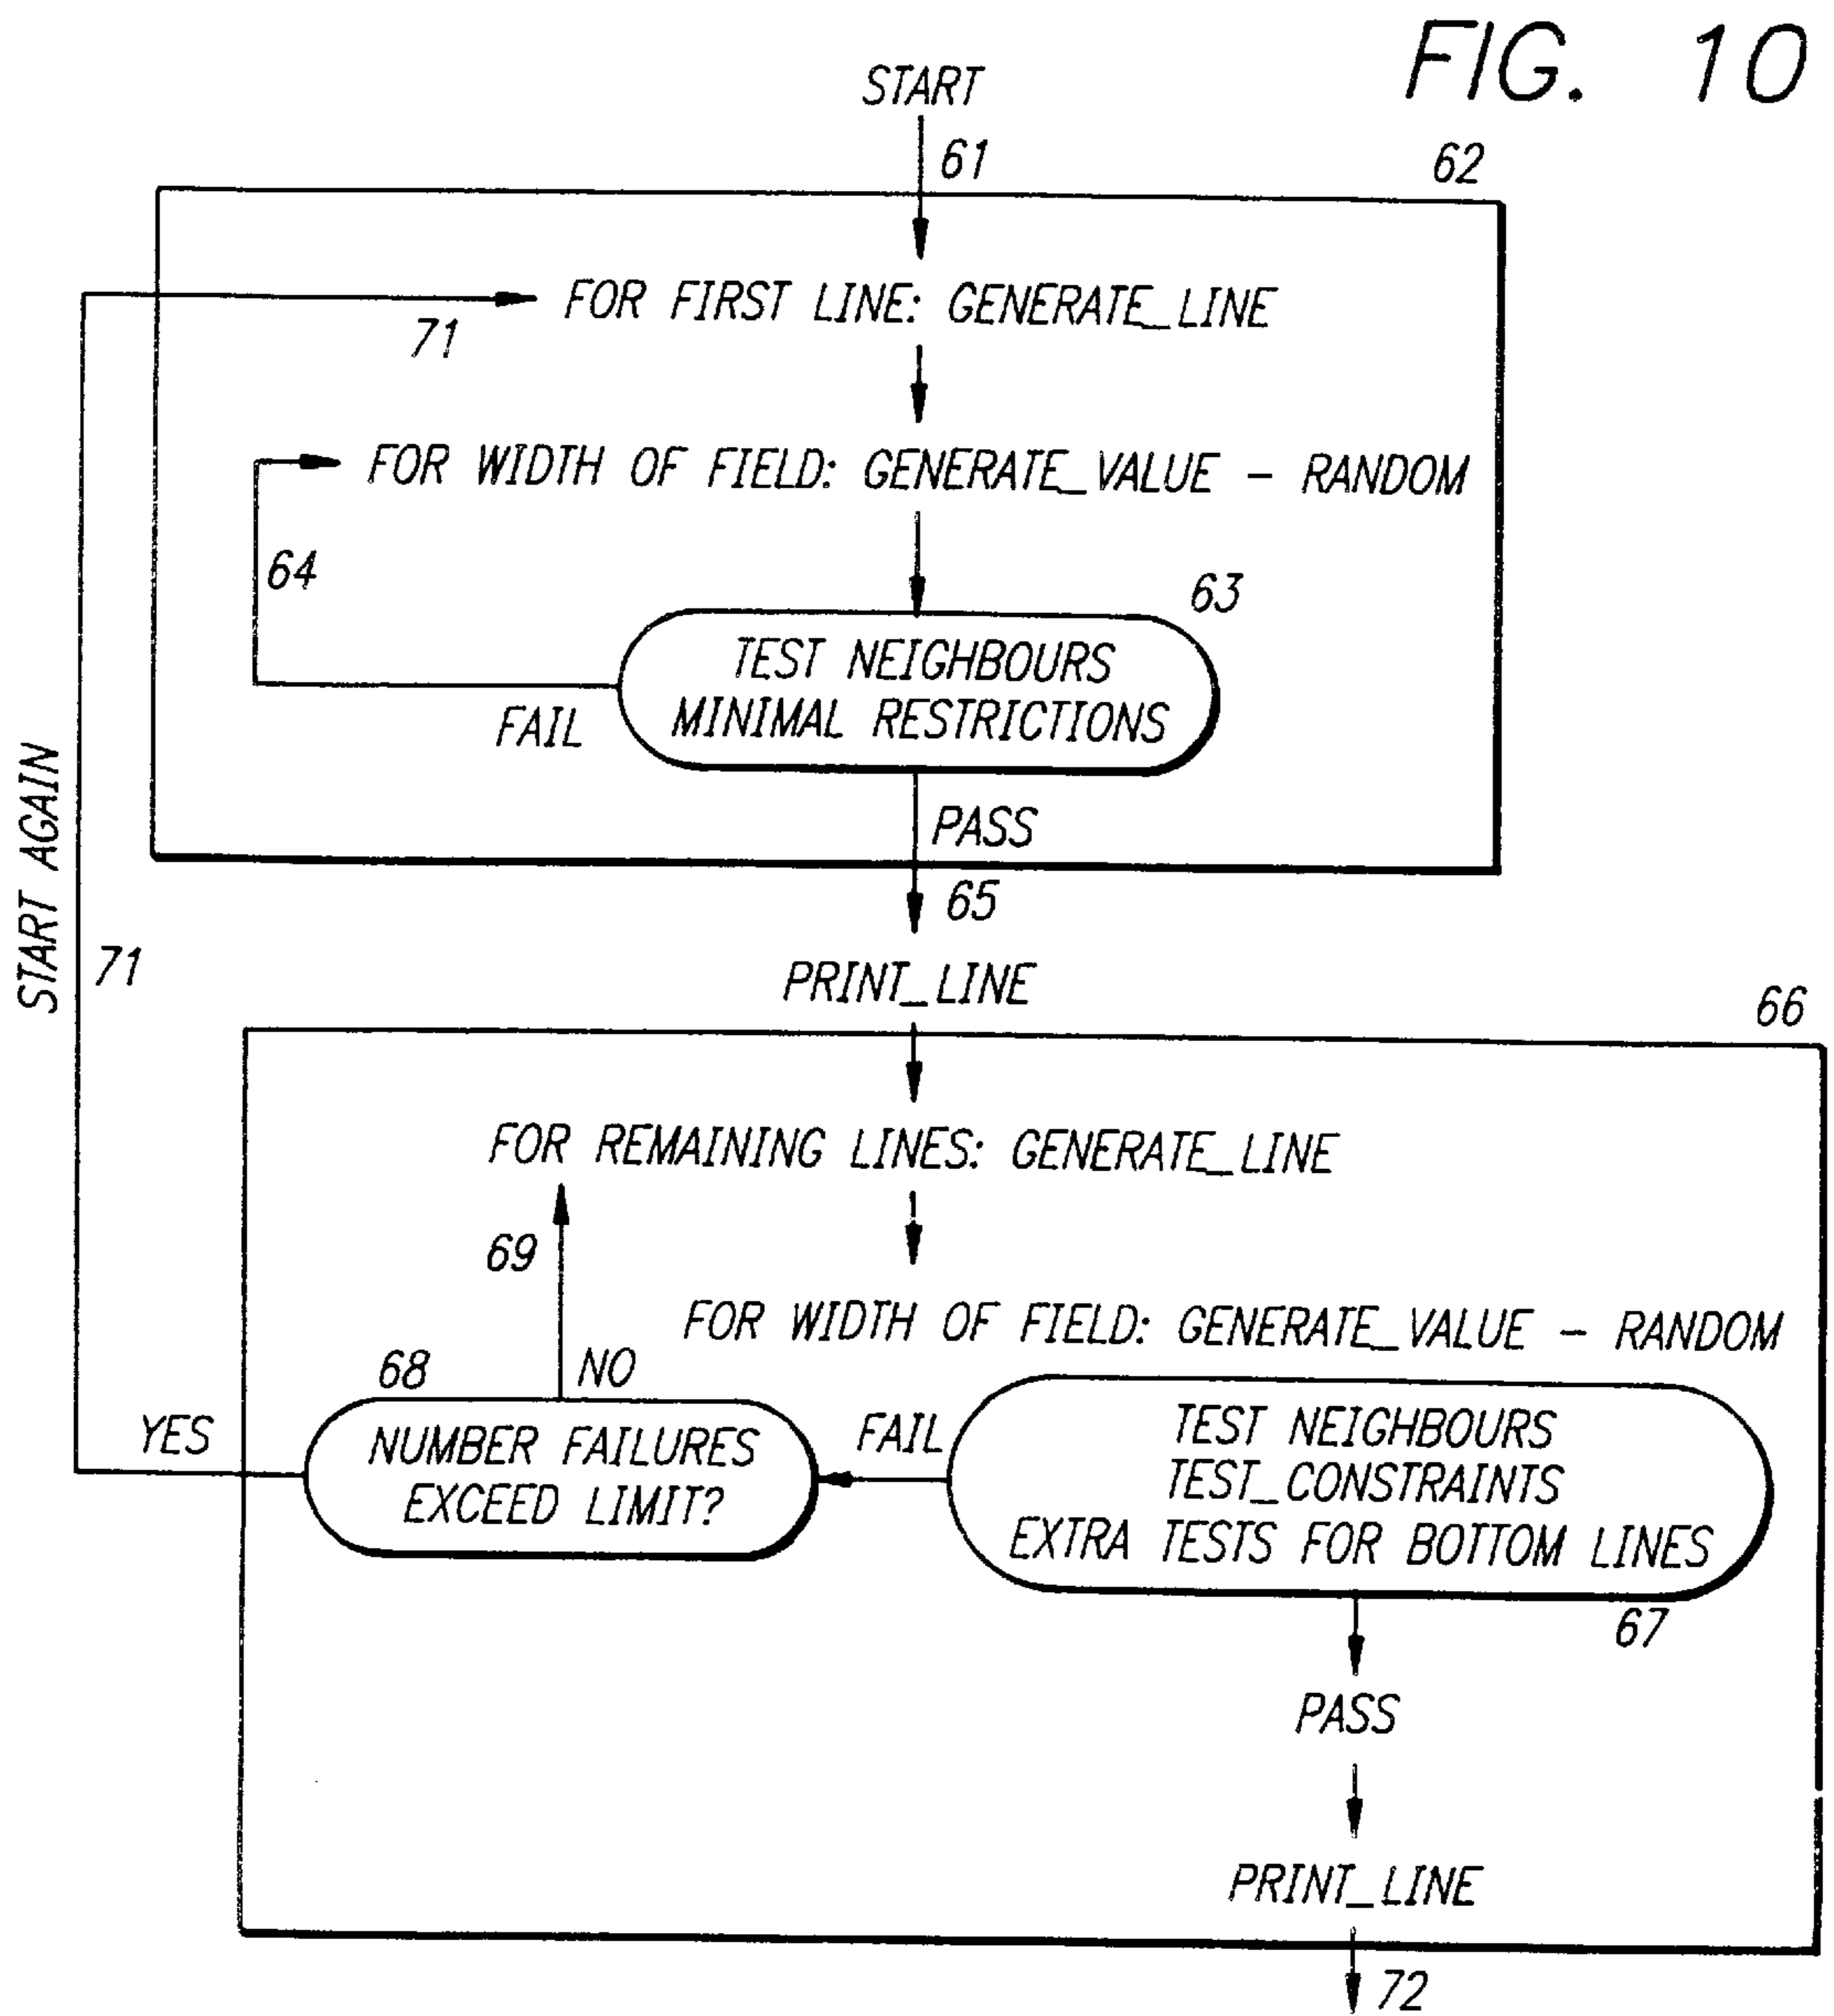 FIG. 10
START
61
62
FOR FIRST LINE: GENERATE_LINE
71
FOR WIDTH OF FIELD: GENERATE_VALUE - RANDOM
64
63
TEST NEIGHBOURS
MINIMAL RESTRICTIONS
FAIL
PASS
65
START AGAIN
71
PRINT_LINE
66
FOR REMAINING LINES: GENERATE_LINE
69
FOR WIDTH OF FIELD: GENERATE_VALUE - RANDOM
68
NO
YES
NUMBER FAILURES
EXCEED LIMIT?
FAIL
TEST NEIGHBOURS
TEST_CONSTRAINTS
EXTRA TESTS FOR BOTTOM LINES
67
PASS
PRINT_LINE
72